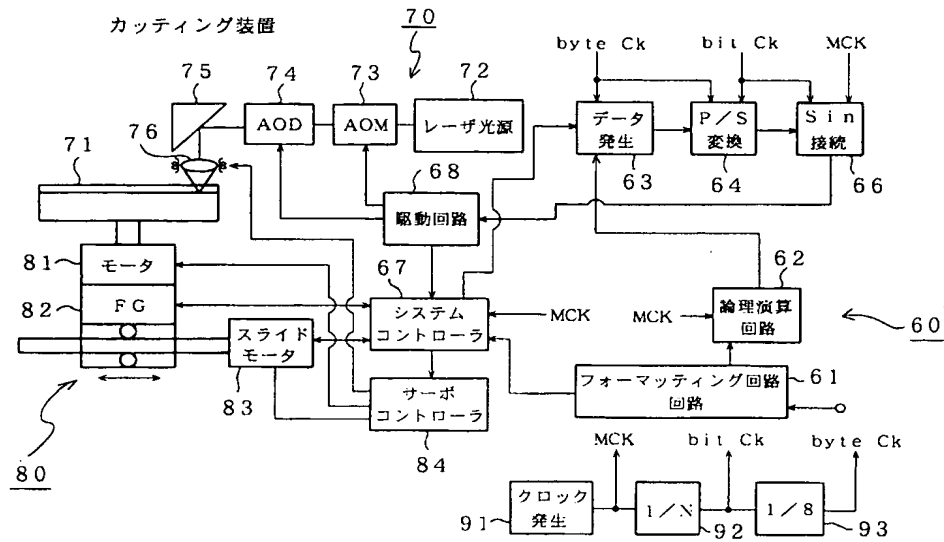 カッティング装置
70
byte Ck
bit Ck
MCK
75
74
73
72
AOD
AOM
レーザ光源
データ
発生
P/S
変換
Sin
接続
76
71
63
64
66
68
駆動回路
81
モータ
82
FG
67
システム
コントローラ
MCK
62
論理演算
回路
MCK
60
スライド
モータ
83
フォーマッティング回路
回路
61
サーボ
コントローラ
84
80
MCK
bit Ck
byte Ck
91
クロック
発生
1/N
92
1/8
93